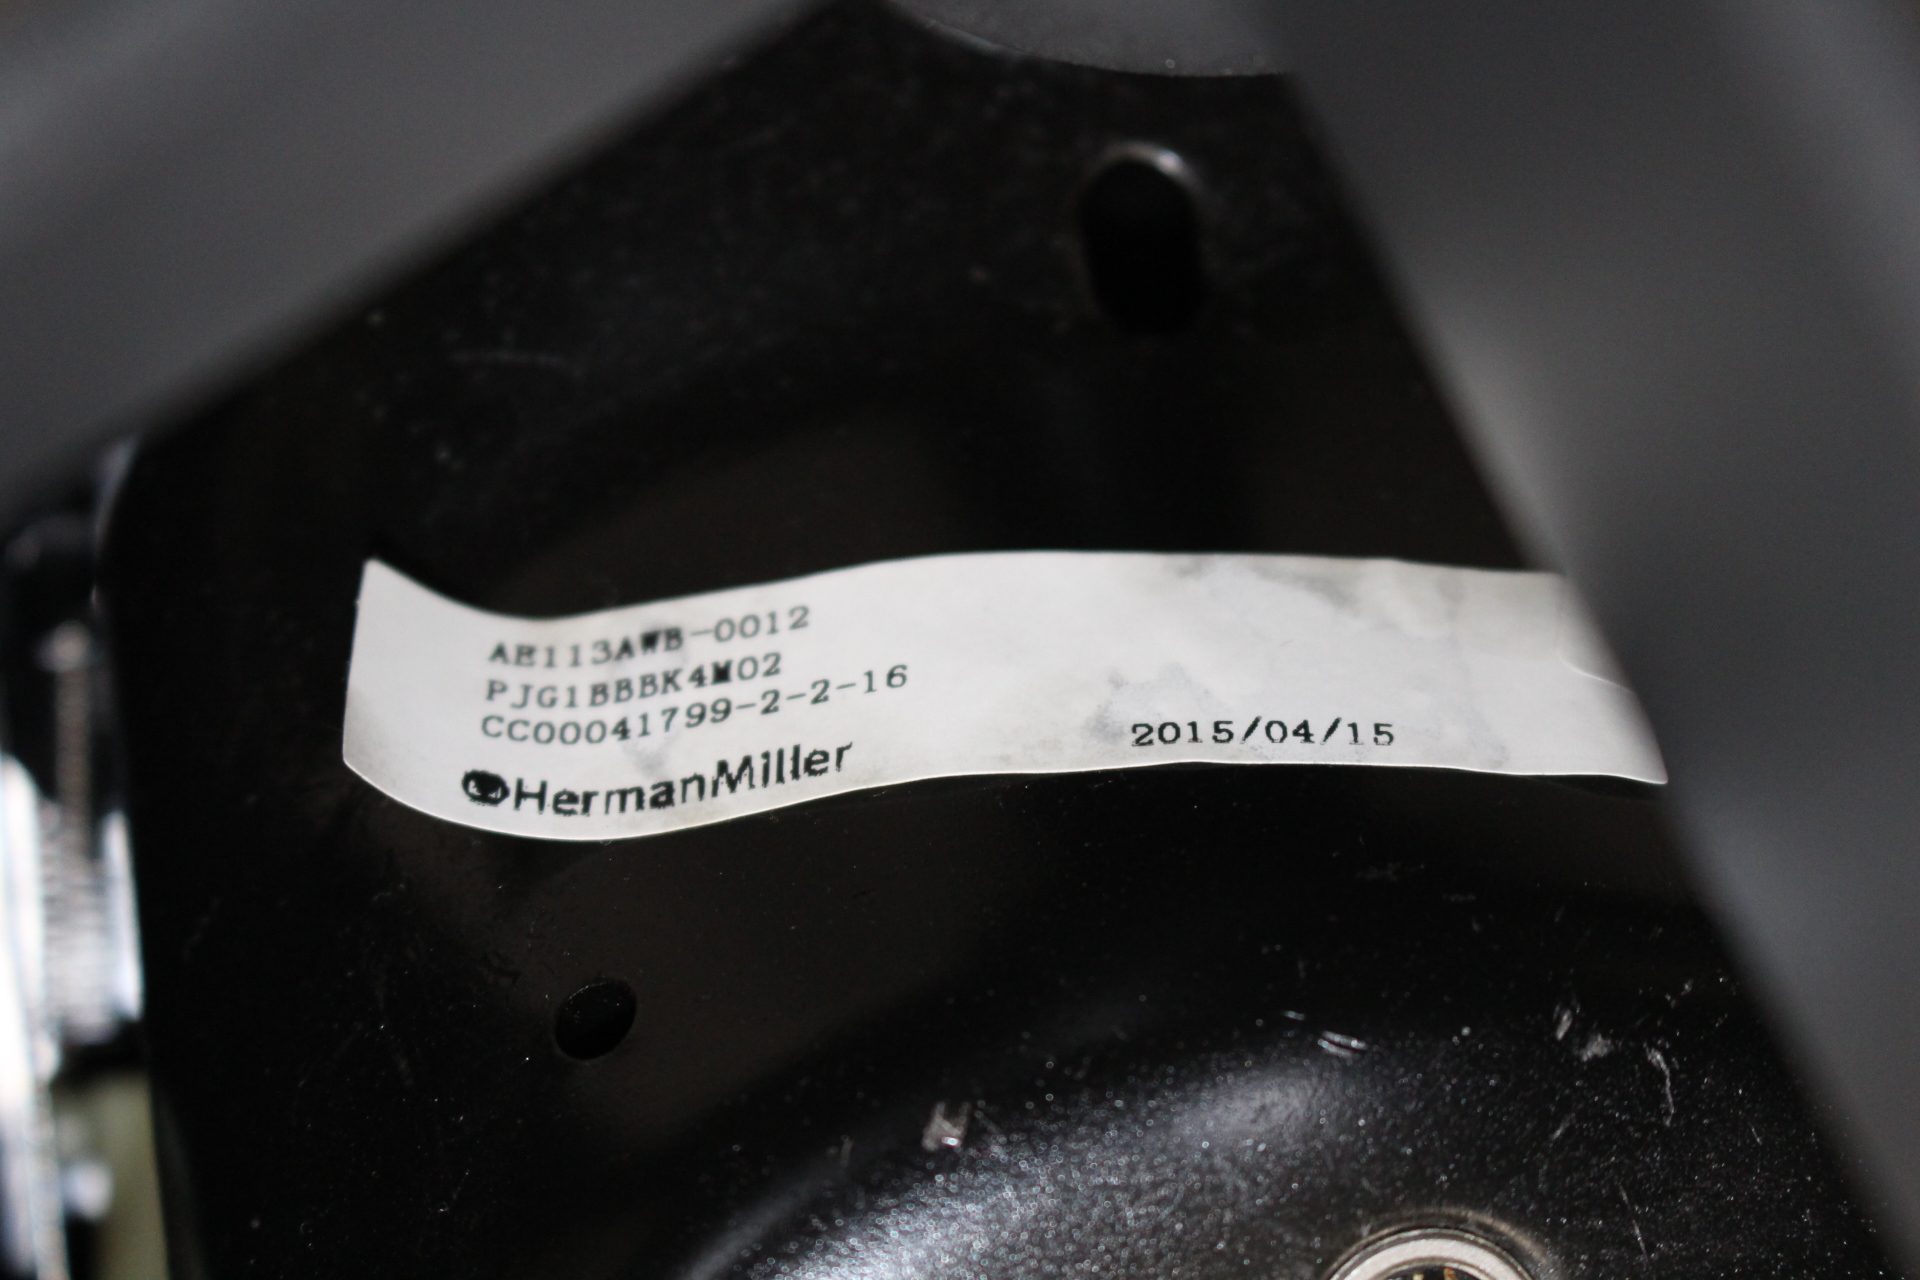 AE113AWB-0012
PJG1BBBK4M02
CC00041799-2-2-16
HermanMiller
2015/04/15